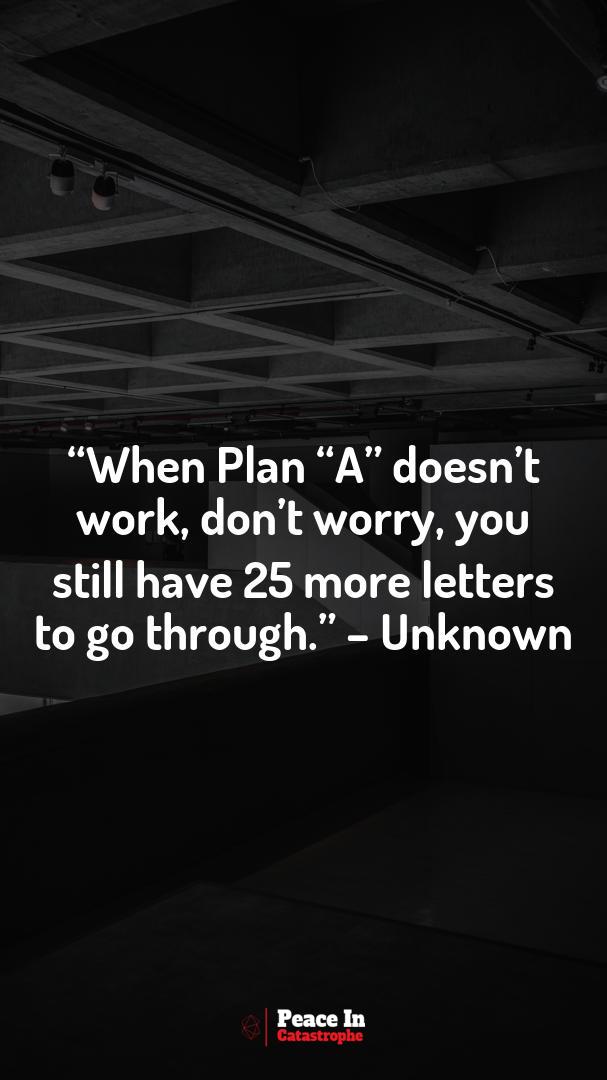 “When Plan “A” doesn’t
work, don’t worry, you
still have 25 more letters
to go through.” – Unknown
Peace In
Catastrophe